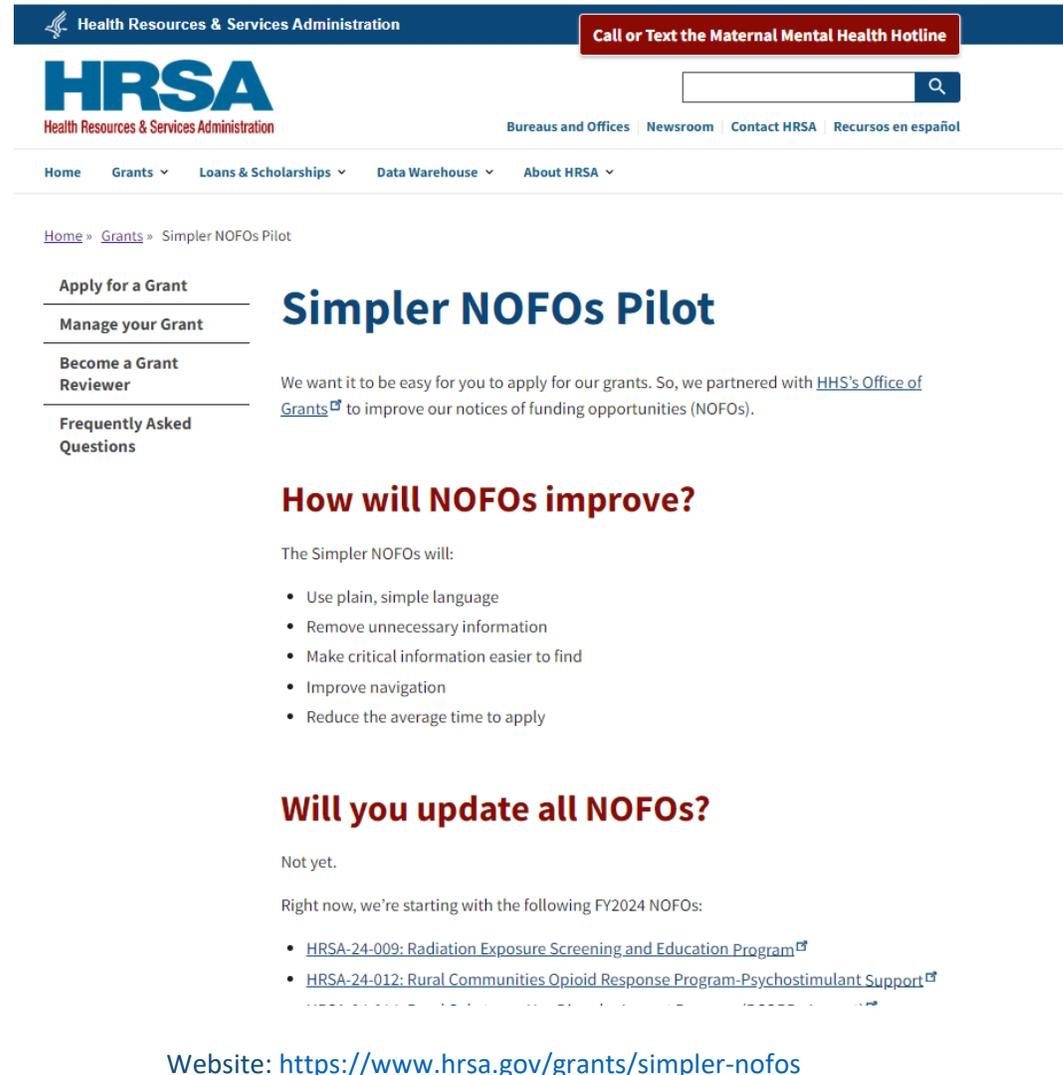 Health Resources & Services Administration
Call or Text the Maternal Mental Health Hotline
HRSA
Health Resources & Services Administration
Bureaus and Offices Newsroom Contact HRSA Recursos en español
Home Grants Loans & Scholarships Data Warehouse About HRSA
Home » Grants » Simpler NOFOs Pilot
Apply for a Grant
Manage your Grant
Become a Grant
Reviewer
Frequently Asked
Questions
Simpler NOFOs Pilot
We want it to be easy for you to apply for our grants. So, we partnered with HHS's Office of
Grants to improve our notices of funding opportunities (NOFOs).
How will NOFOs improve?
The Simpler NOFOs will:
• Use plain, simple language
• Remove unnecessary information
• Make critical information easier to find
• Improve navigation
• Reduce the average time to apply
Will you update all NOFOs?
Not yet.
Right now, we're starting with the following FY2024 NOFOs:
• HRSA-24-009: Radiation Exposure Screening and Education Program
• HRSA-24-012: Rural Communities Opioid Response Program-Psychostimulant Support
Website: https://www.hrsa.gov/grants/simpler-nofos